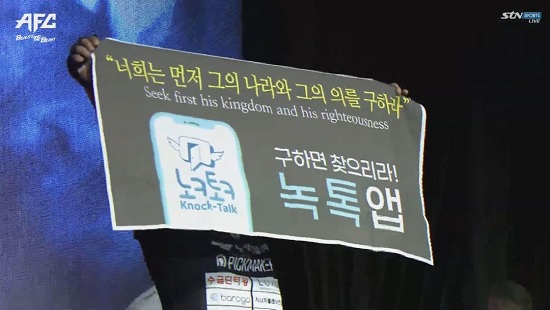 AFC
STN SPORTS
LIVE
“너희는 먼저 그의 나라와 그의 의를 구하라”
Seek first his kingdom and his righteousness
노크토크
Knock-Talk
구하면 찾으리라!
녹톡앱
PICKMAKER
barogo